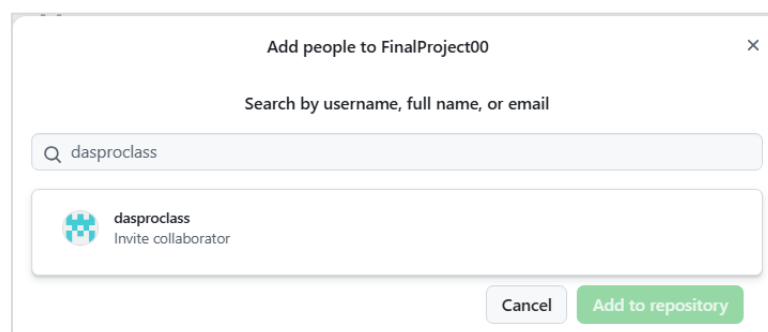 Add people to FinalProject00
Search by username, full name, or email
dasproclass
dasproclass
Invite collaborator
Cancel
Add to repository